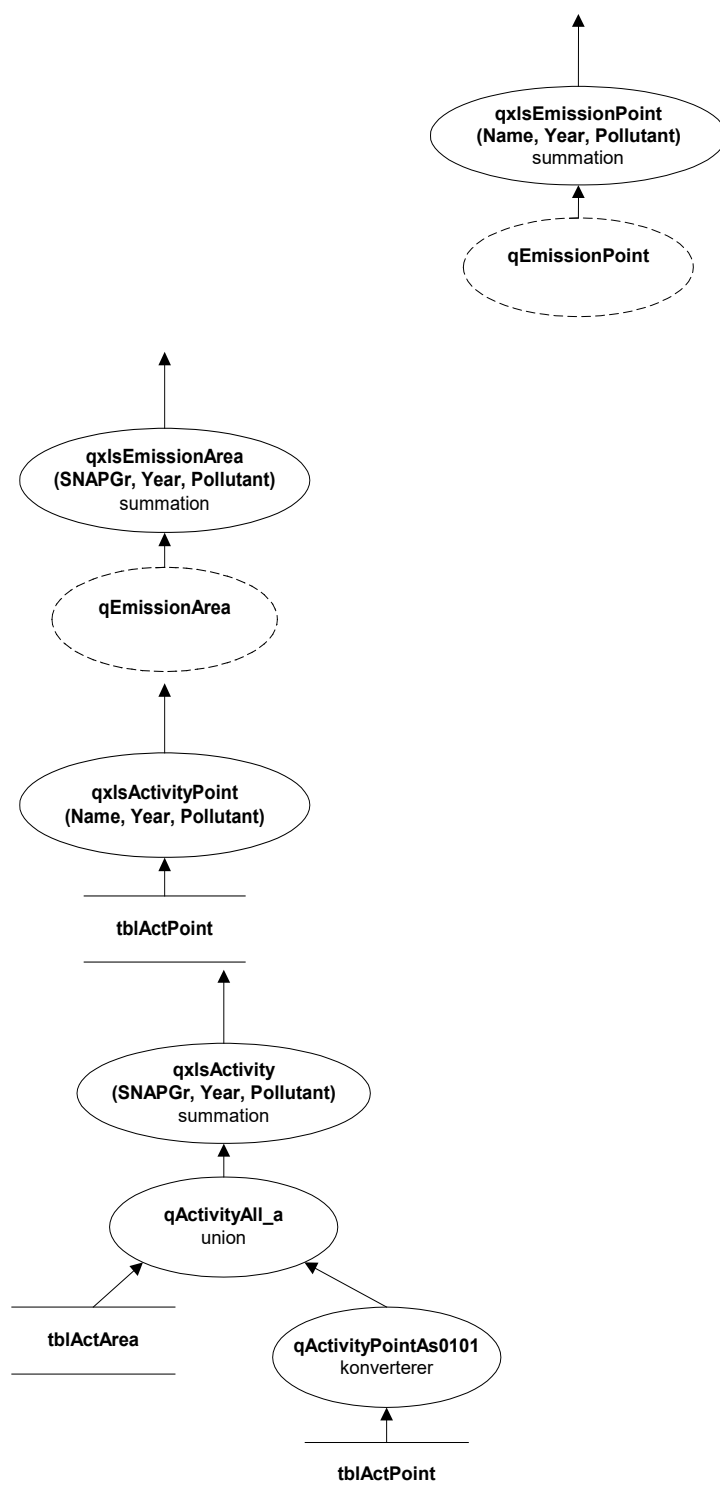 qxlsEmissionPoint
(Name, Year, Pollutant)
summation
qEmissionPoint
qxlsEmissionArea
(SNAPGr, Year, Pollutant)
summation
qEmissionArea
qxlsActivityPoint
(Name, Year, Pollutant)
tblActPoint
qxlsActivity
(SNAPGr, Year, Pollutant)
summation
qActivityAll_a
union
tblActArea
qActivityPointAs0101
konverterer
tblActPoint